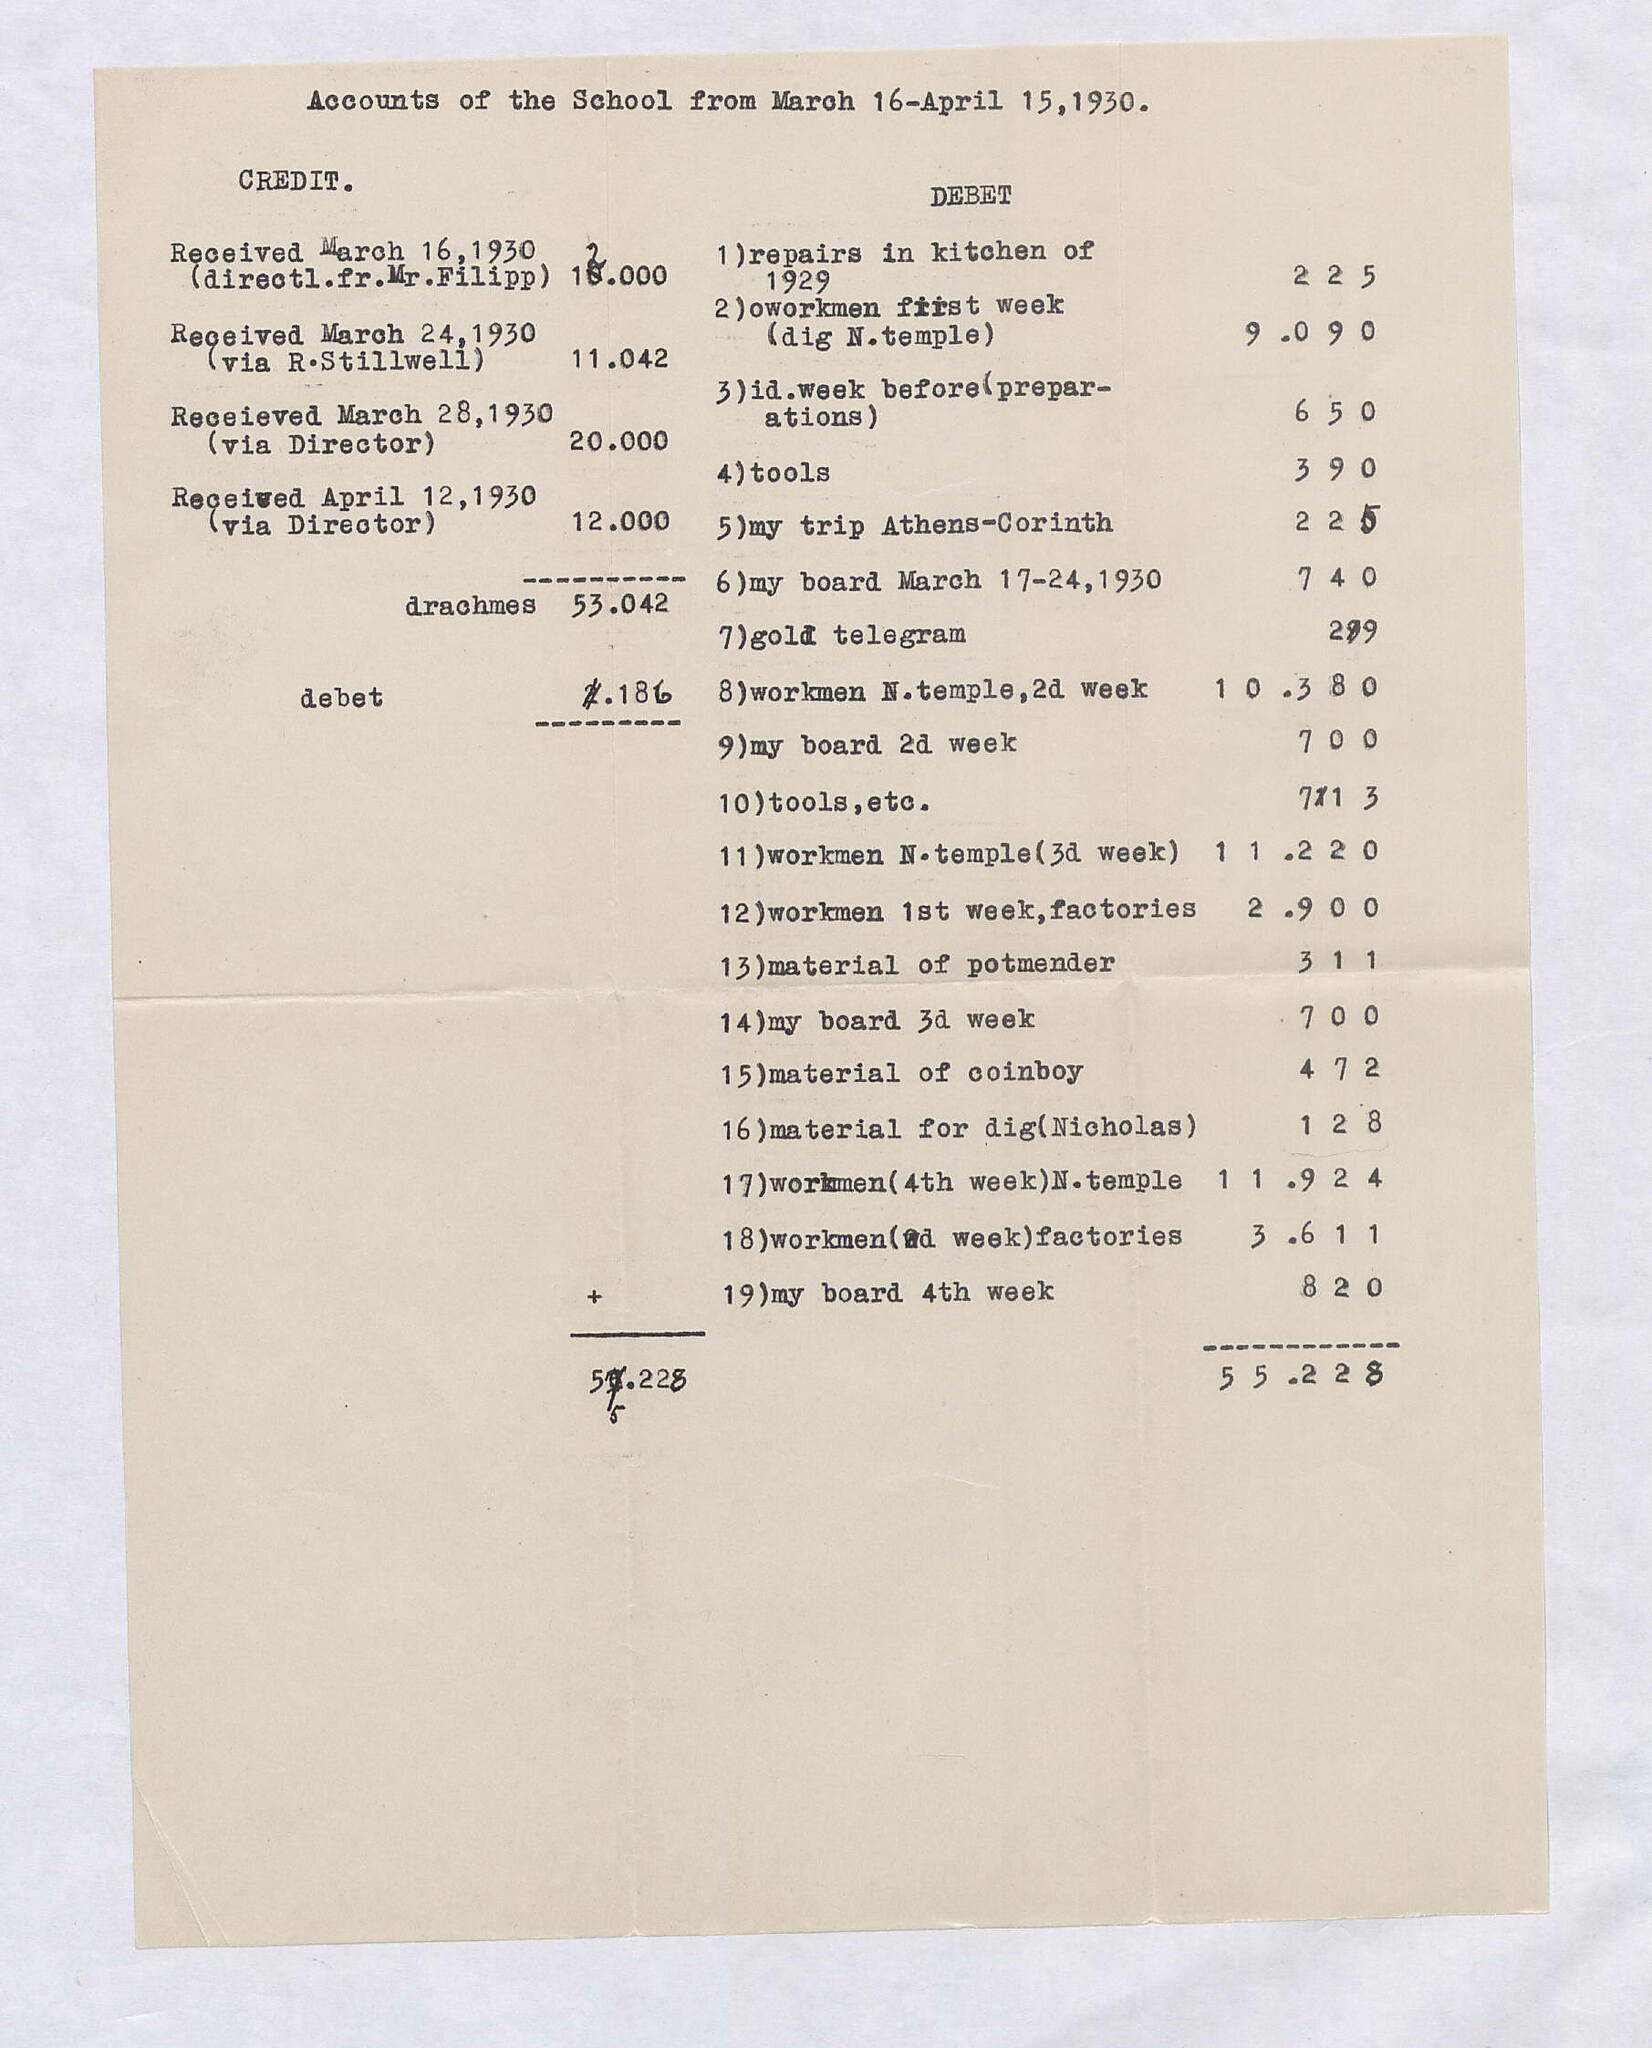 Accounts of the School from March 16-April 15,1930.
CREDIT.
Received March 16,1930
(directl.fr.Mr.Filipp) 10.000
Received March 24,1930
(via R.Stillwell) 11.042
Receieved March 28,1930
(via Director) 20.000
Received April 12,1930
(via Director) 12.000
----------
drachmes 53.042
debet 2.186
---------
+
55.228
DEBET
1)repairs in kitchen of
1929 225
2)oworkmen first week
(dig N.temple) 9.090
3)id.week before(prepar-
ations) 650
4)tools 390
5)my trip Athens-Corinth 225
6)my board March 17-24,1930 740
7)gold telegram 29
8)workmen N.temple,2d week 10.380
9)my board 2d week 700
10)tools,etc. 713
11)workmen N.temple(3d week) 11.220
12)workmen 1st week,factories 2.900
13)material of potmender 311
14)my board 3d week 700
15)material of coinboy 472
16)material for dig(Nicholas) 128
17)workmen(4th week)N.temple 11.924
18)workmen(2d week)factories 3.611
19)my board 4th week 820
------------
55.228